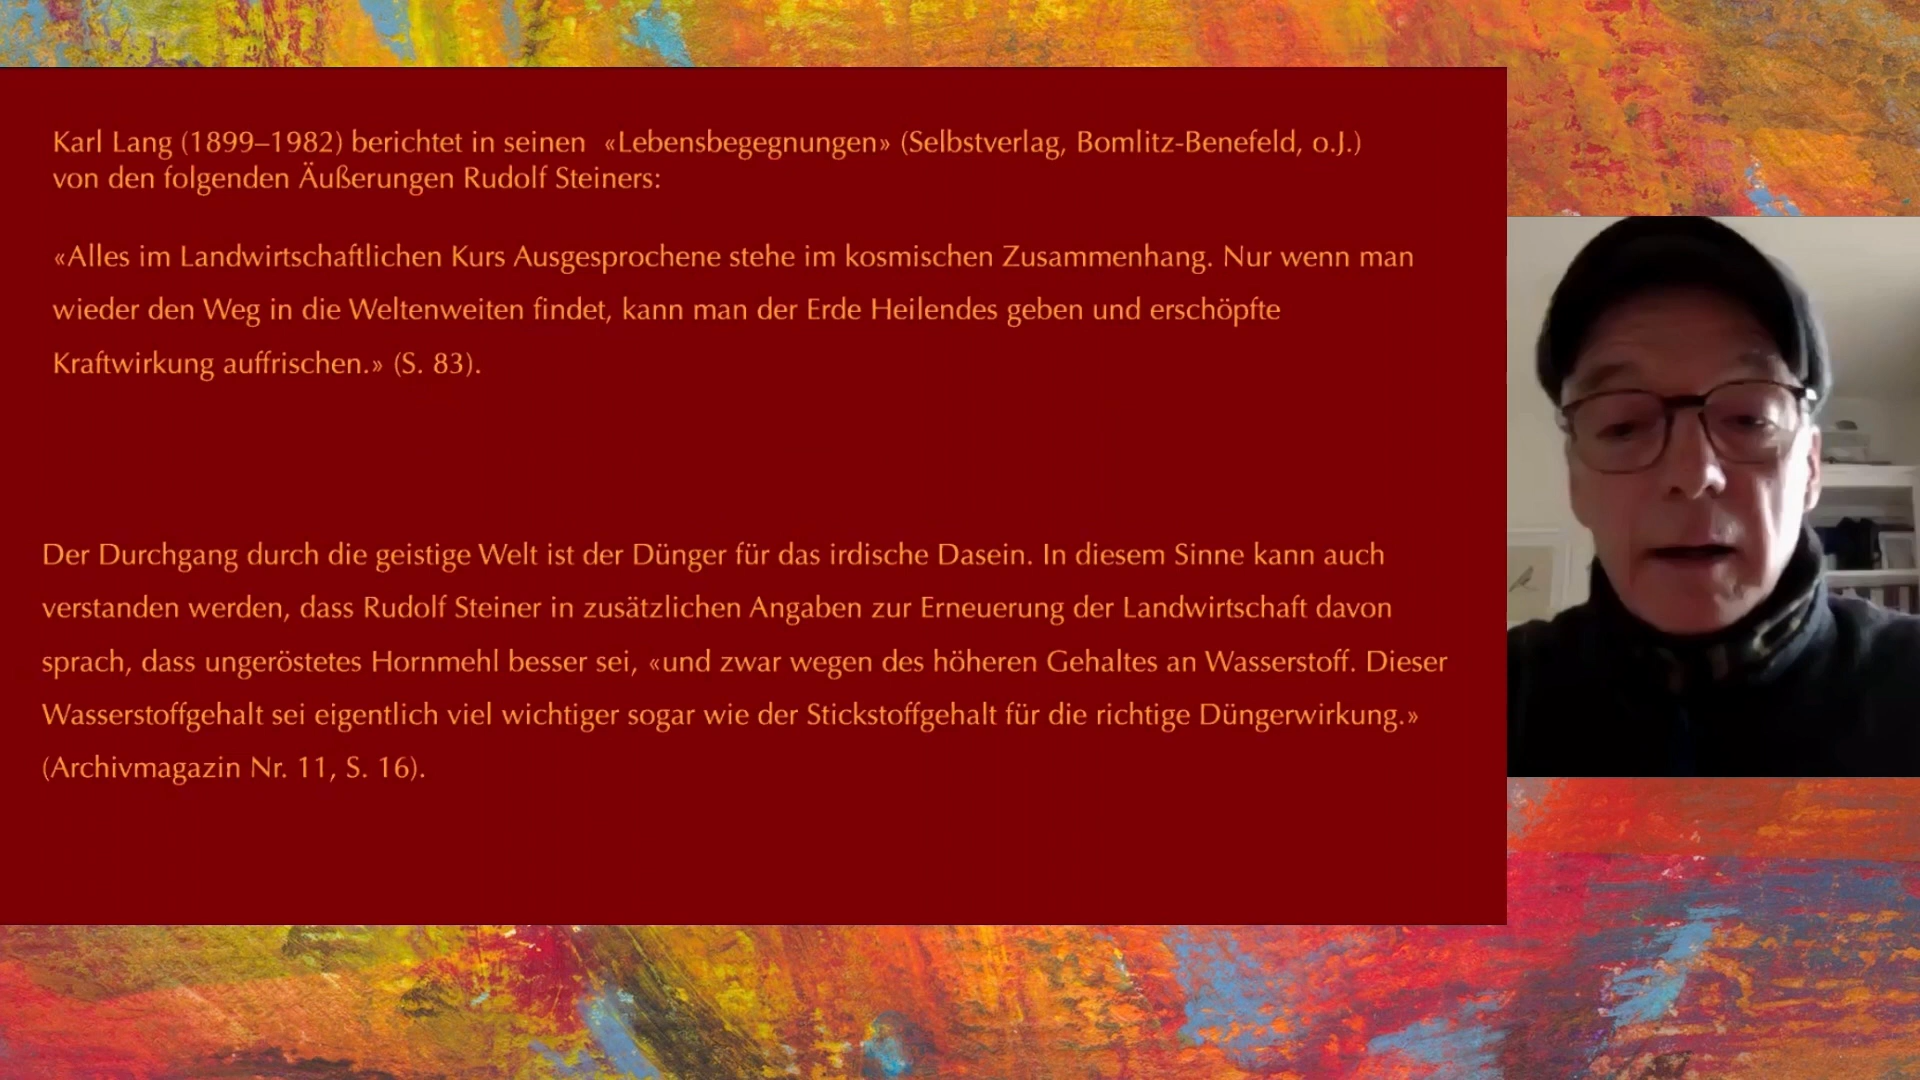 Karl Lang (1899–1982) berichtet in seinen «Lebensbegegnungen» (Selbstverlag, Bomlitz-Benefeld, o.J.)
von den folgenden Äußerungen Rudolf Steiners:
«Alles im Landwirtschaftlichen Kurs Ausgesprochene stehe im kosmischen Zusammenhang. Nur wenn man
wieder den Weg in die Weltenweiten findet, kann man der Erde Heilendes geben und erschöpfte
Kraftwirkung auffrischen.» (S. 83).
Der Durchgang durch die geistige Welt ist der Dünger für das irdische Dasein. In diesem Sinne kann auch
verstanden werden, dass Rudolf Steiner in zusätzlichen Angaben zur Erneuerung der Landwirtschaft davon
sprach, dass ungeröstetes Hornmehl besser sei, «und zwar wegen des höheren Gehaltes an Wasserstoff. Dieser
Wasserstoffgehalt sei eigentlich viel wichtiger sogar wie der Stickstoffgehalt für die richtige Düngerwirkung.»
(Archivmagazin Nr. 11, S. 16).